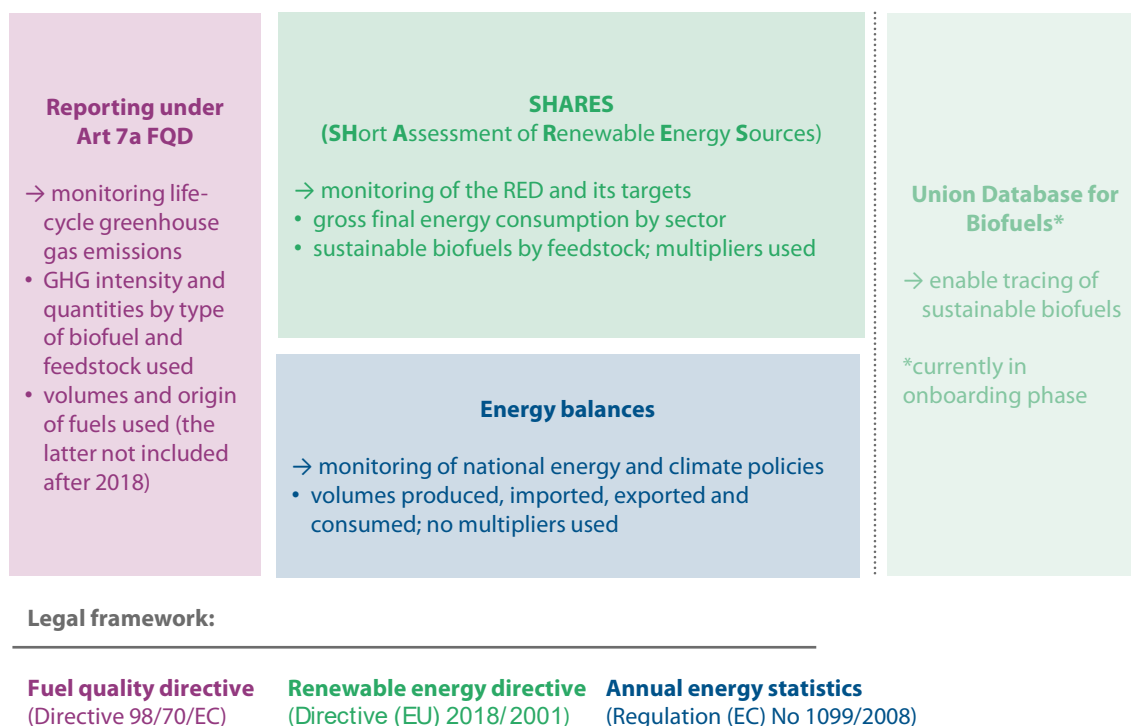 Reporting under
Art 7a FQD
→ monitoring life-
cycle greenhouse
gas emissions
• GHG intensity and
quantities by type
of biofuel and
feedstock used
• volumes and origin
of fuels used (the
latter not included
after 2018)
SHARES
(SHort Assessment of Renewable Energy Sources)
→ monitoring of the RED and its targets
• gross final energy consumption by sector
• sustainable biofuels by feedstock; multipliers used
Energy balances
→ monitoring of national energy and climate policies
• volumes produced, imported, exported and
consumed; no multipliers used
Union Database for
Biofuels*
→ enable tracing of
sustainable biofuels
*currently in
onboarding phase
Legal framework:
Fuel quality directive
(Directive 98/70/EC)
Renewable energy directive
(Directive (EU) 2018/2001)
Annual energy statistics
(Regulation (EC) No 1099/2008)